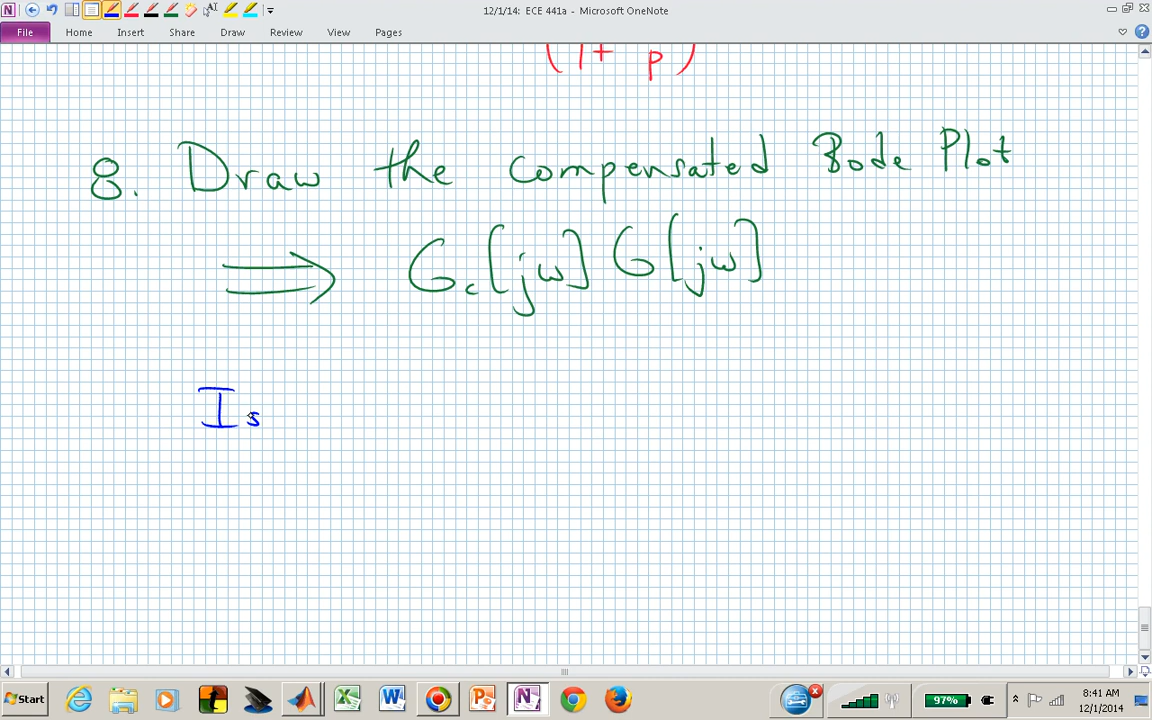 12/1/14: ECE 441a - Microsoft OneNote
File Home Insert Share Draw Review View Pages
(1+ p)
8. Draw the compensated Bode Plot
⟹ Gc[jω] G[jω]
Is
Start
97%
8:41 AM
12/1/2014